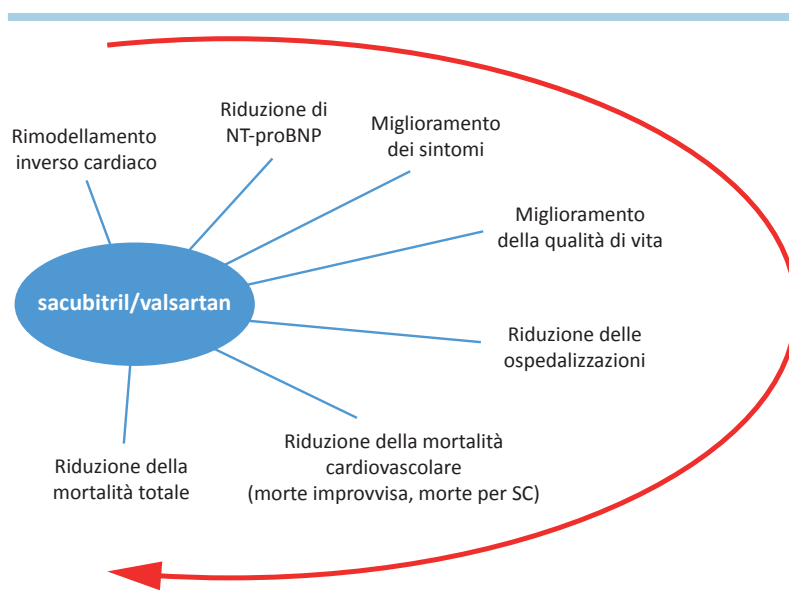 Rimodellamento
inverso cardiaco
Riduzione di
NT-proBNP
Miglioramento
dei sintomi
Miglioramento
della qualità di vita
sacubitril/valsartan
Riduzione delle
ospedalizzazioni
Riduzione della mortalità
cardiovascolare
(morte improvvisa, morte per SC)
Riduzione della
mortalità totale